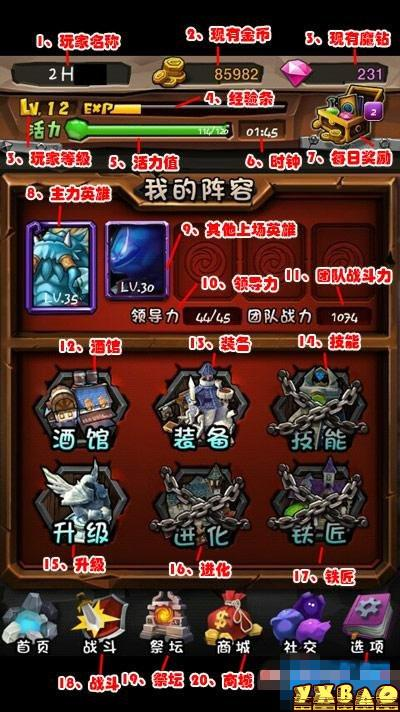 1、玩家名称
2、现有金币
3、现有魔钻
2H
85982
231
4、经验条
LV.12 EXP
活力 114/120 01:45
2
3、玩家等级
5、活力值
6、时钟
7、每日奖励
8、主力英雄
我的阵容
9、其他上场英雄
LV.35
LV.30
10、领导力
11、团队战斗力
领导力 44/45 团队战力 1074
12、酒馆
13、装备
14、技能
酒馆
装备
技能
升级
进化
铁匠
15、升级
16、进化
17、铁匠
首页
战斗
祭坛
商城
社交
选项
18、战斗
19、祭坛
20、商城
YXBAO